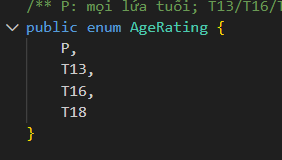 /** P: mọi lứa tuổi; T13/T16/
public enum AgeRating {
P,
T13,
T16,
T18
}